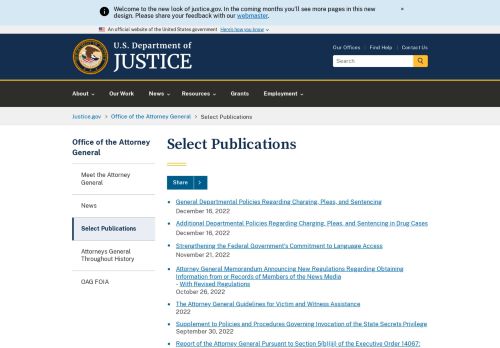 Welcome to the new look of justice.gov. In the coming months you'll see more pages in this new
design. Please share your feedback with our webmaster.
×
An official website of the United States government
Here's how you know
U.S. Department of
JUSTICE
Our Offices | Find Help | Contact Us
Search
About
Our Work
News
Resources
Grants
Employment
Justice.gov > Office of the Attorney General > Select Publications
Office of the Attorney
General
Meet the Attorney
General
News
Select Publications
Attorneys General
Throughout History
OAG FOIA
Select Publications
Share >
General Departmental Policies Regarding Charging, Pleas, and Sentencing
December 16, 2022
Additional Departmental Policies Regarding Charging, Pleas, and Sentencing in Drug Cases
December 16, 2022
Strengthening the Federal Government's Commitment to Language Access
November 21, 2022
Attorney General Memorandum Announcing New Regulations Regarding Obtaining
Information from or Records of Members of the News Media
- With Revised Regulations
October 26, 2022
The Attorney General Guidelines for Victim and Witness Assistance
2022
Supplement to Policies and Procedures Governing Invocation of the State Secrets Privilege
September 30, 2022
Report of the Attorney General Pursuant to Section 5(b)(iii) of the Executive Order 14067: